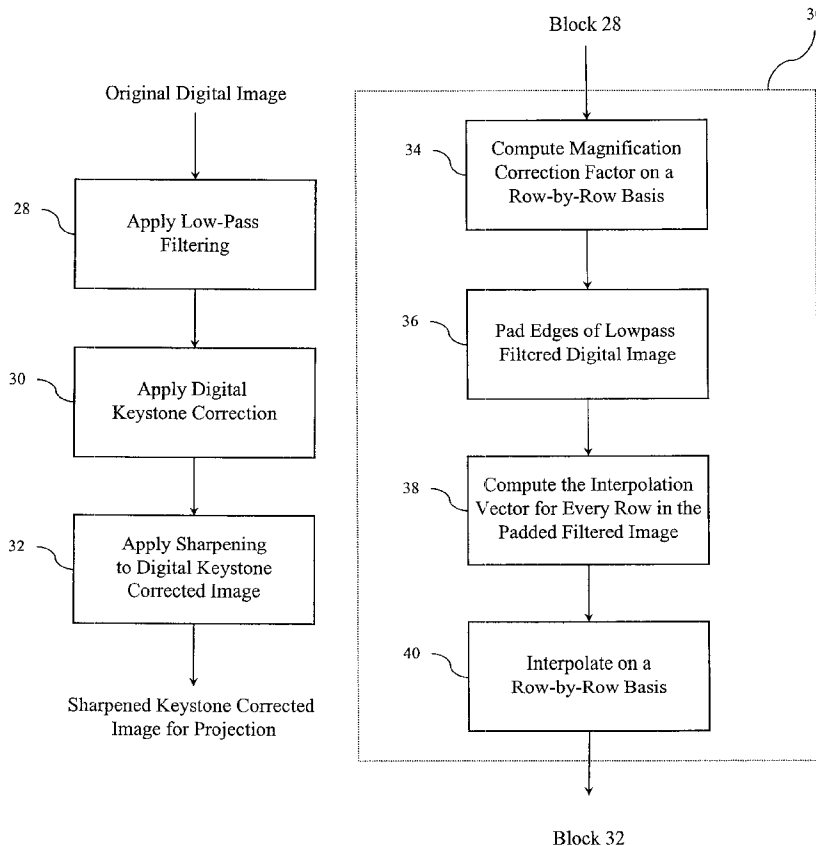 Original Digital Image
28
Apply Low-Pass
Filtering
30
Apply Digital
Keystone Correction
32
Apply Sharpening
to Digital Keystone
Corrected Image
Sharpened Keystone Corrected
Image for Projection
Block 28
34
Compute Magnification
Correction Factor on a
Row-by-Row Basis
36
Pad Edges of Lowpass
Filtered Digital Image
38
Compute the Interpolation
Vector for Every Row in the
Padded Filtered Image
40
Interpolate on a
Row-by-Row Basis
Block 32